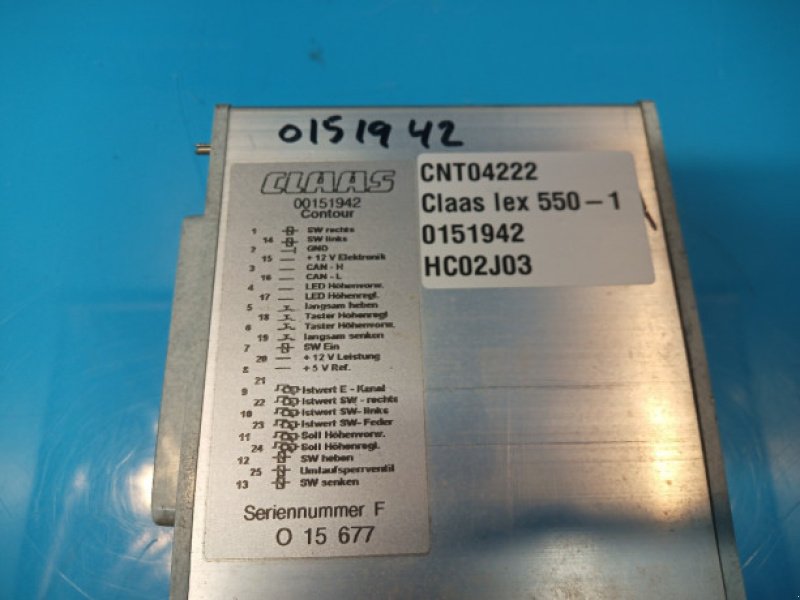 0151942
CLAAS
00151942
Contour
1 SW rechts
14 SW links
2 GND
15 + 12 V Elektronik
3 CAN - H
16 CAN - L
4 LED Höhenvorw.
17 LED Höhenregl.
5 langsam heben
18 Taster Höhenregl
6 Taster Höhenvorw.
19 langsam senken
7 SW Ein
20 + 12 V Leistung
8 + 5 V Ref.
21
9 Istwert E - Kanal
22 Istwert SW - rechts
10 Istwert SW- links
23 Istwert SW- Feder
11 Soll Höhenvorw.
24 Soll Höhenregl.
12 SW heben
25 Umlaufsperrventil
13 SW senken
Seriennummer F
O 15 677
CNT04222
Claas lex 550-1
0151942
HC02J03